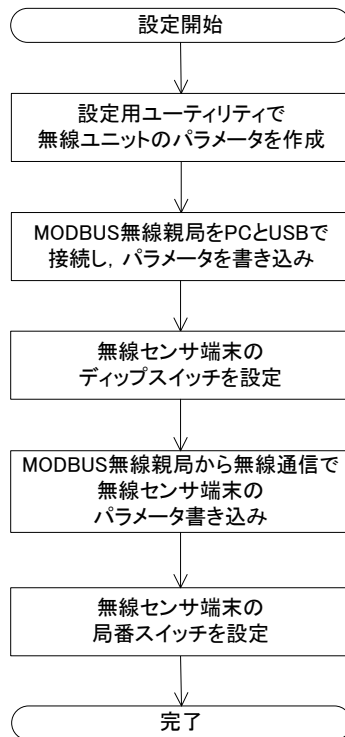 設定開始
設定用ユーティリティで
無線ユニットのパラメータを作成
MODBUS無線親局をPCとUSBで
接続し，パラメータを書き込み
無線センサ端末の
ディップスイッチを設定
MODBUS無線親局から無線通信で
無線センサ端末の
パラメータ書き込み
無線センサ端末の
局番スイッチを設定
完了